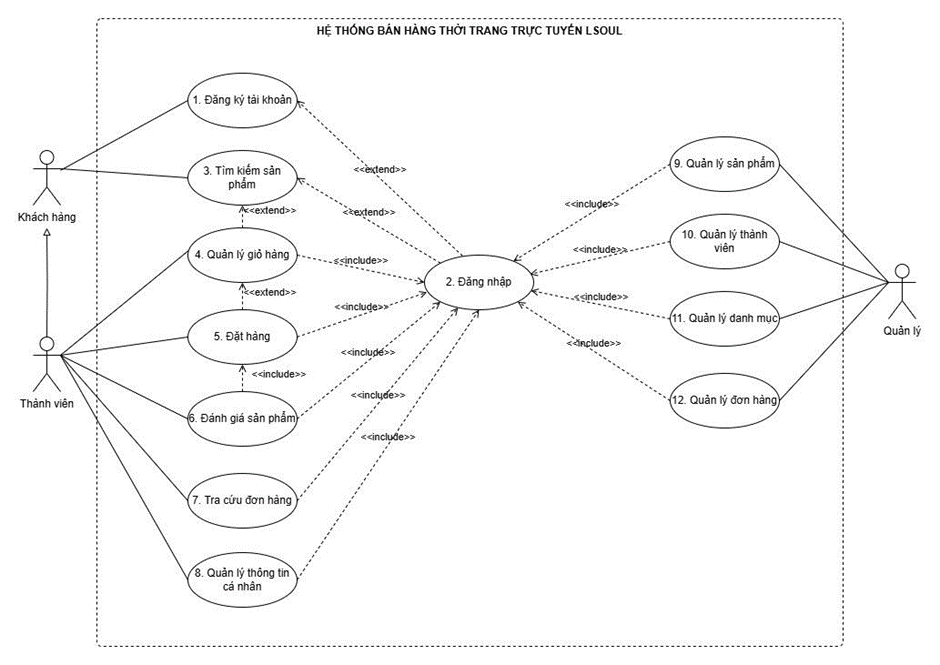 HỆ THỐNG BÁN HÀNG THỜI TRANG TRỰC TUYẾN LSOUL
1. Đăng ký tài khoản
<<extend>>
Khách hàng
3. Tìm kiếm sản
phẩm
<<extend>>
<<extend>>
4. Quản lý giỏ hàng
<<include>>
<<extend>>
5. Đặt hàng
<<include>>
<<include>>
Thành viên
6. Đánh giá sản phẩm
<<include>>
7. Tra cứu đơn hàng
<<include>>
8. Quản lý thông tin
cá nhân
<<include>>
2. Đăng nhập
9. Quản lý sản phẩm
<<include>>
10. Quản lý thành
viên
<<include>>
11. Quản lý danh mục
<<include>>
12. Quản lý đơn hàng
<<include>>
Quản lý